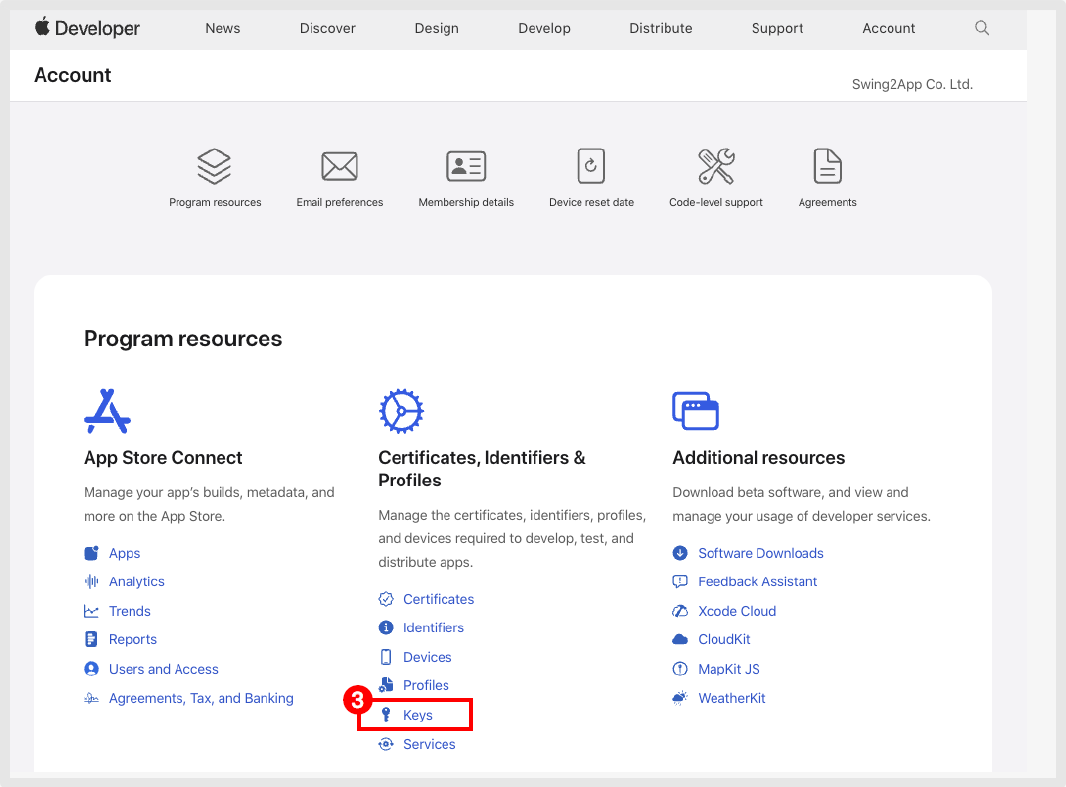 Developer News Discover Design Develop Distribute Support Account
Account
Swing2App Co. Ltd.
Program resources Email preferences Membership details Device reset date Code-level support Agreements
Program resources
App Store Connect
Manage your app's builds, metadata, and
more on the App Store.
Apps
Analytics
Trends
Reports
Users and Access
Agreements, Tax, and Banking
Certificates, Identifiers &
Profiles
Manage the certificates, identifiers, profiles,
and devices required to develop, test, and
distribute apps.
Certificates
Identifiers
Devices
Profiles
3 Keys
Services
Additional resources
Download beta software, and view and
manage your usage of developer services.
Software Downloads
Feedback Assistant
Xcode Cloud
CloudKit
MapKit JS
WeatherKit